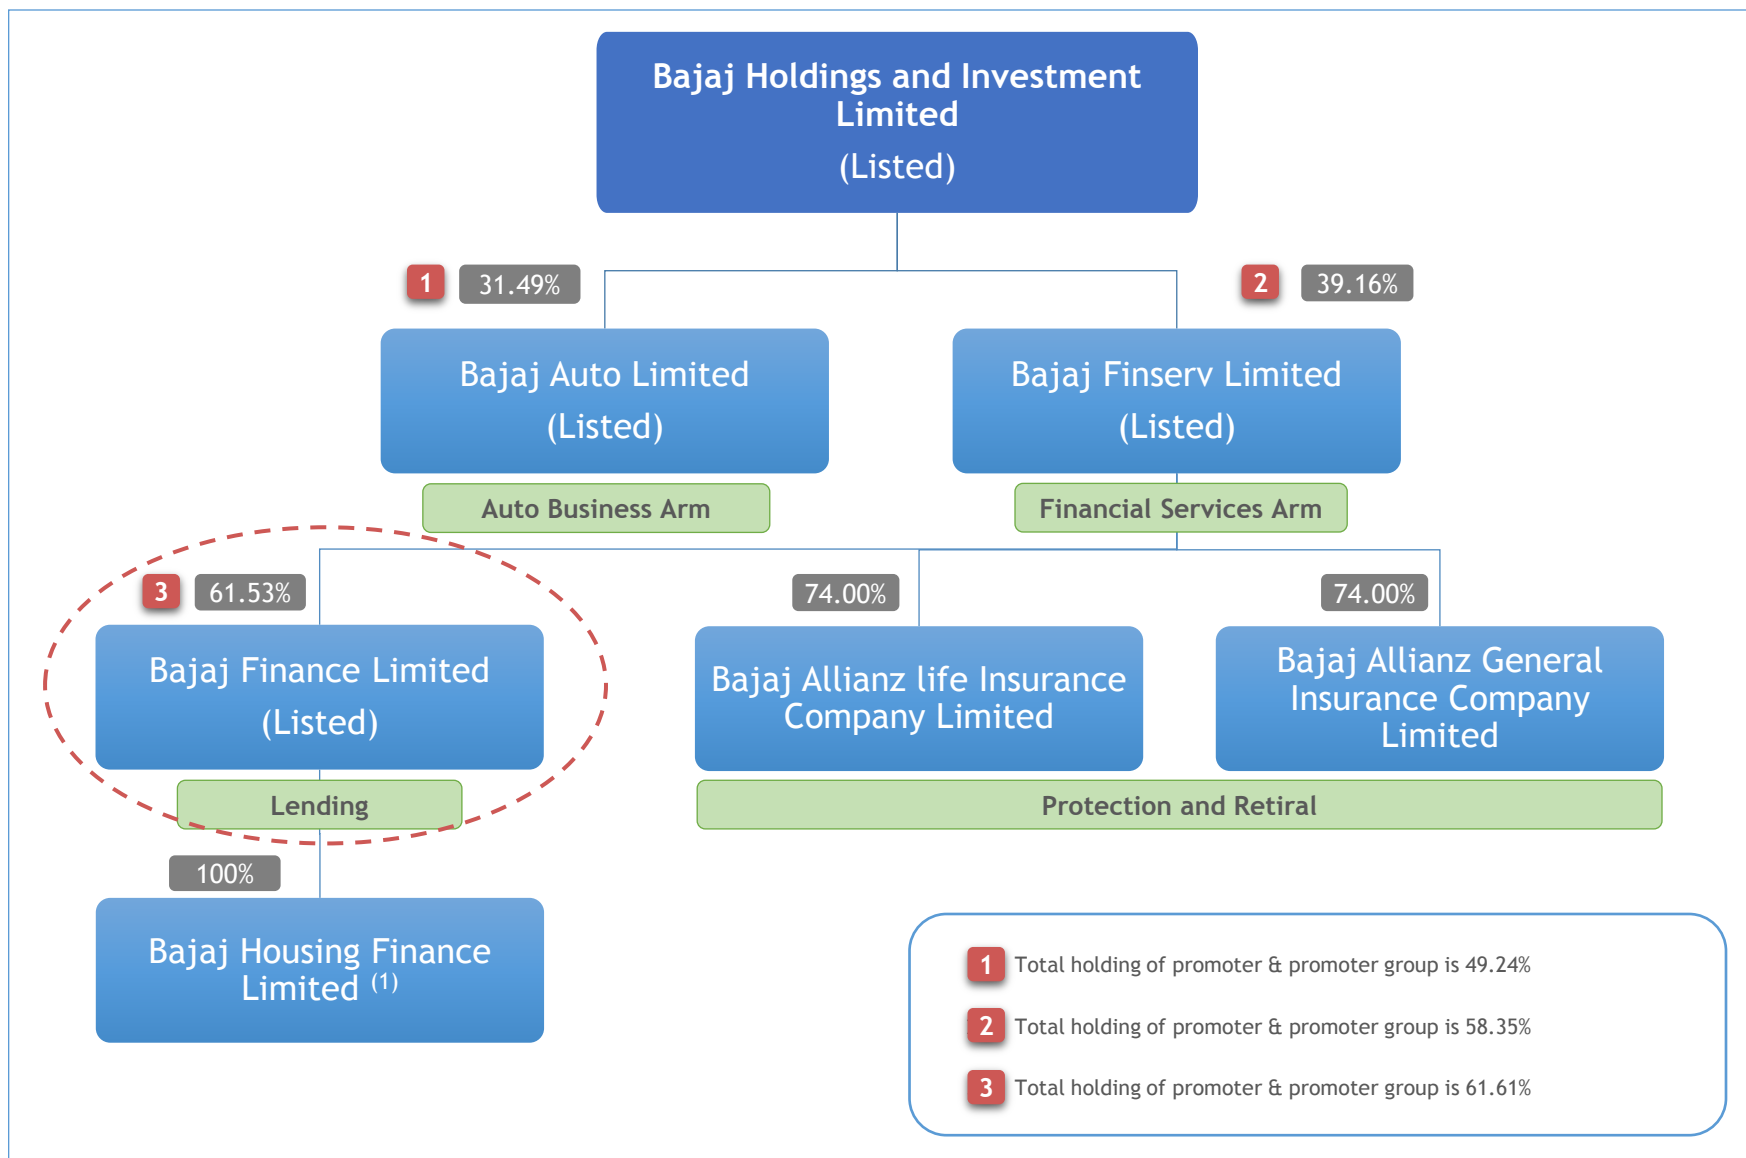 Bajaj Holdings and Investment
Limited
(Listed)
1 31.49%
2 39.16%
Bajaj Auto Limited
(Listed)
Bajaj Finserv Limited
(Listed)
Auto Business Arm
Financial Services Arm
3 61.53%
74.00%
74.00%
Bajaj Finance Limited
(Listed)
Bajaj Allianz life Insurance
Company Limited
Bajaj Allianz General
Insurance Company
Limited
Lending
Protection and Retiral
100%
Bajaj Housing Finance
Limited (1)
1 Total holding of promoter & promoter group is 49.24%
2 Total holding of promoter & promoter group is 58.35%
3 Total holding of promoter & promoter group is 61.61%